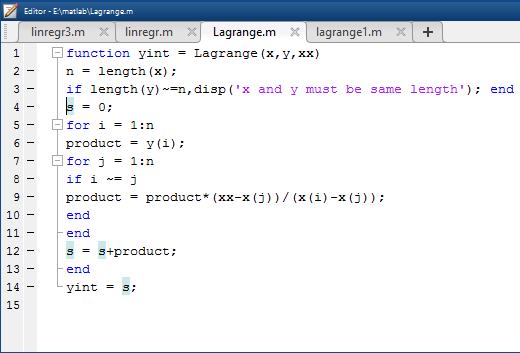 Editor - E:\matlab\Lagrange.m
linregr3.m × linregr.m × Lagrange.m × lagrange1.m × +
1 function yint = Lagrange(x,y,xx)
2 - n = length(x);
3 - if length(y)~=n,disp('x and y must be same length'); end
4 - s = 0;
5 - for i = 1:n
6 - product = y(i);
7 - for j = 1:n
8 - if i ~= j
9 - product = product*(xx-x(j))/(x(i)-x(j));
10 - end
11 - end
12 - s = s+product;
13 - end
14 - yint = s;
15